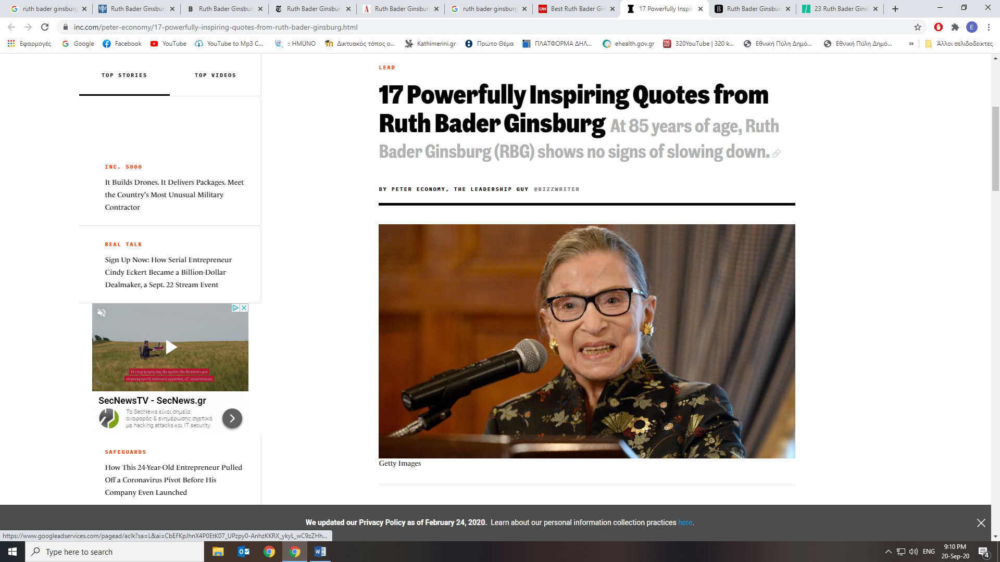 ruth bader ginsburg
Ruth Bader Ginsbur
Ruth Bader Ginsbur
Ruth Bader Ginsbur
Ruth Bader Ginsbur
ruth bader ginsburg
CNN
Best Ruth Bader Gin
17 Powerfully Inspir
Ruth Bader Ginsbur
23 Ruth Bader Gins
inc.com/peter-economy/17-powerfully-inspiring-quotes-from-ruth-bader-ginsburg.html
E
Εφαρμογές
Google
Facebook
YouTube
YouTube to Mp3 C...
:: HMUNO
Δικτυακός τόπος ο...
Kathimerini.gr
Πρώτο Θέμα
ΠΛΑΤΦΟΡΜΑ ΔΗΛ...
ehealth.gov.gr
320
320YouTube | 320 k...
Εθνική Πύλη Δημό...
Εθνική Πύλη Δημό...
»
Άλλοι σελιδοδείκτες
TOP STORIES
TOP VIDEOS
INC. 5000
It Builds Drones. It Delivers Packages. Meet
the Country's Most Unusual Military
Contractor
REAL TALK
Sign Up Now: How Serial Entrepreneur
Cindy Eckert Became a Billion-Dollar
Dealmaker, a Sept. 22 Stream Event
Η επιχείρηση σας θα πρέπει θα θεσπίσει μια
συγκεκριμένη πολιτική εργασίας εξ' αποστάσεως
SecNewsTV - SecNews.gr
Το SecNews είναι σημείο
αναφοράς & ενημέρωσης σχετικά
με hacking attacks και IT security.
SAFEGUARDS
How This 24-Year-Old Entrepreneur Pulled
Off a Coronavirus Pivot Before His
Company Even Launched
LEAD
17 Powerfully Inspiring Quotes from
Ruth Bader Ginsburg At 85 years of age, Ruth
Bader Ginsburg (RBG) shows no signs of slowing down.
BY PETER ECONOMY, THE LEADERSHIP GUY @BIZZWRITER
Getty Images
We updated our Privacy Policy as of February 24, 2020. Learn about our personal information collection practices here.
https://www.googleadservices.com/pagead/aclk?sa=L&ai=CbEFKpJhnX4P0EtK07_UPzpy0-AnhzKKRX_ykyL_wC9zZHh...
Type here to search
ENG
9:10 PM
20-Sep-20
4